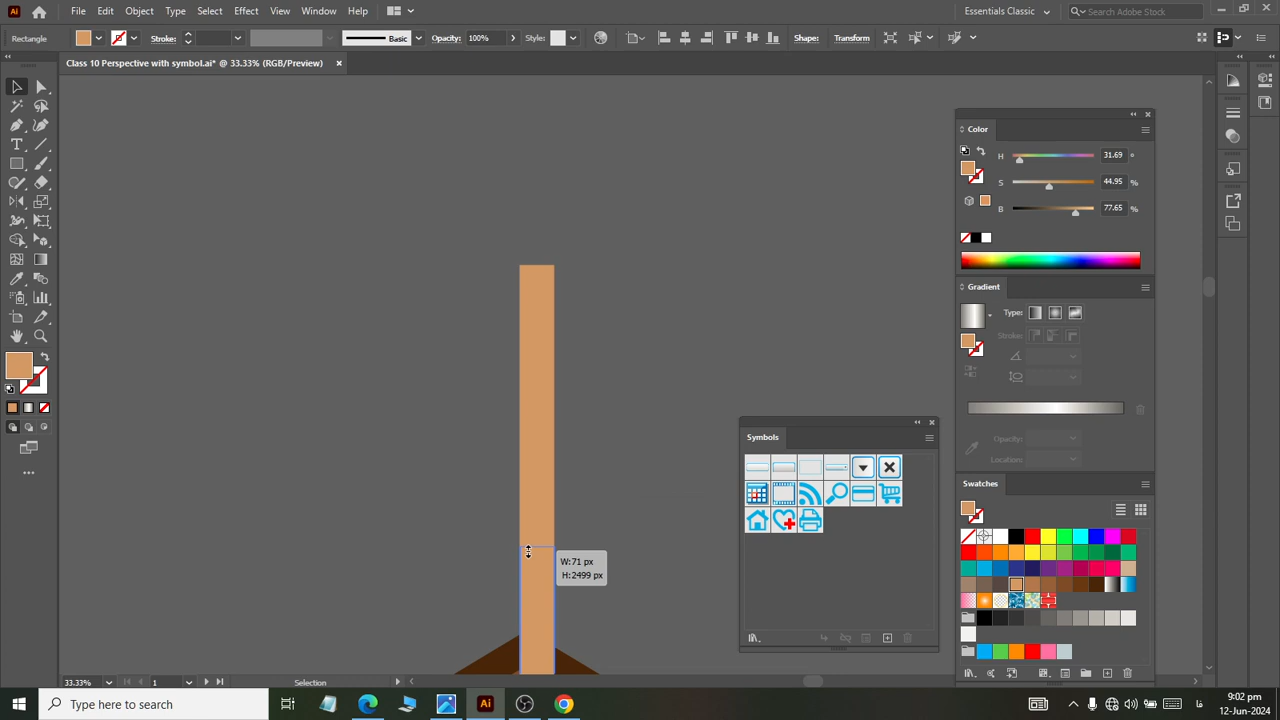 Ai
File Edit Object Type Select Effect View Window Help
Essentials Classic
Search Adobe Stock
Rectangle
Stroke:
Basic
Opacity: 100%
Style:
Shape:
Transform
Class 10 Perspective with symbol.ai* @ 33.33% (RGB/Preview)
Color
H 31.69 °
S 44.95 %
B 77.65 %
Gradient
Type:
Stroke:
Opacity:
Locations:
Symbols
W:71 px
H:2499 px
Swatches
33.33% 1 Selection
Type here to search
9:02 pm
12-Jun-2024